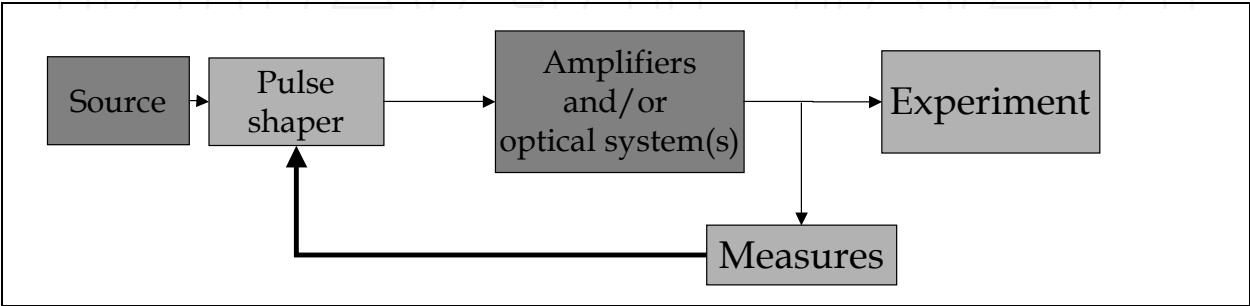 Source
Pulse
shaper
Amplifiers
and/or
optical system(s)
Experiment
Measures